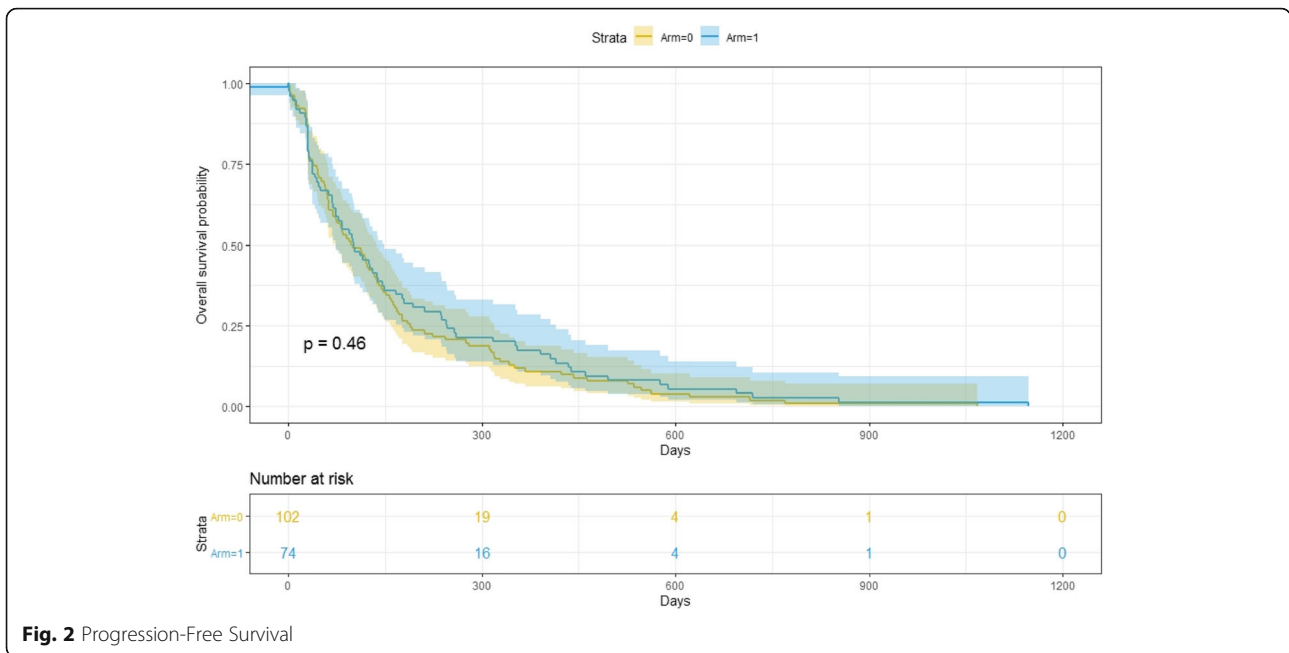 Strata Arm=0 Arm=1
1.00
0.75
0.50
0.25
0.00
Overall survival probability
p = 0.46
0 300 600 900 1200
Days
Number at risk
Strata
Arm=0 102 19 4 1 0
Arm=1 74 16 4 1 0
0 300 600 900 1200
Days
Fig. 2 Progression-Free Survival